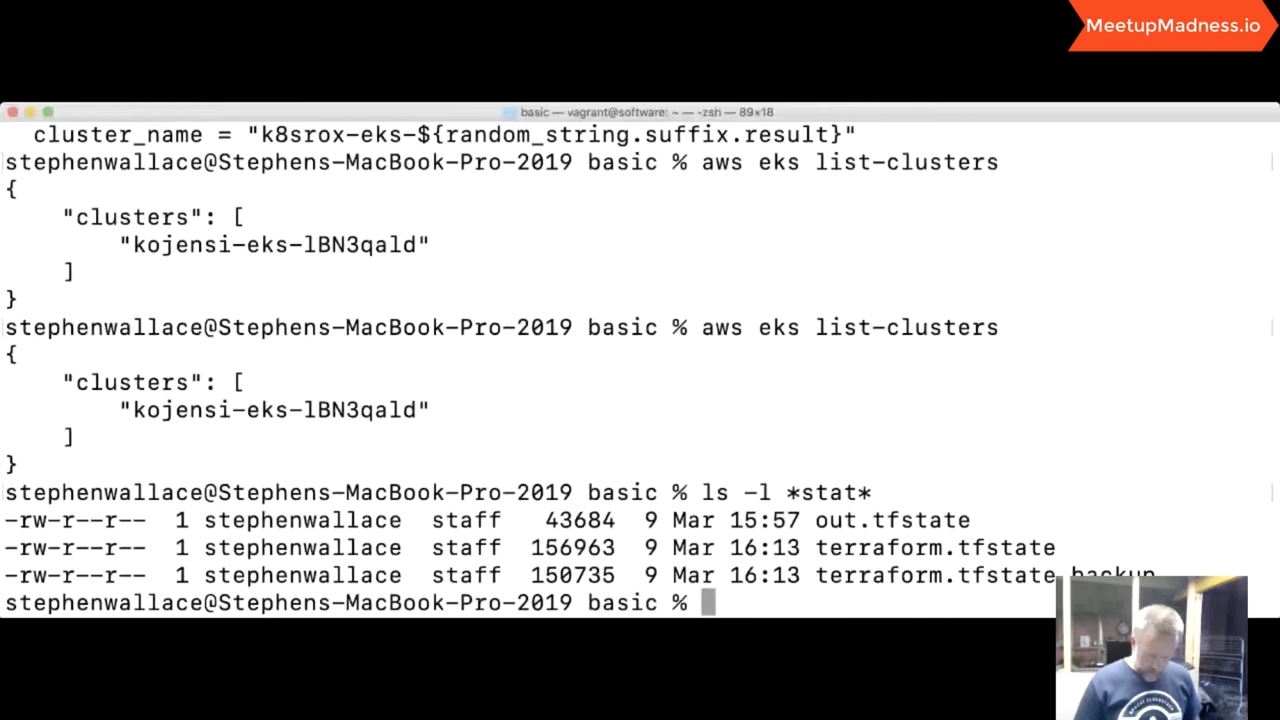 MeetupMadness.io
basic — vagrant@software: ~ — -zsh — 89×18
cluster_name = "k8srox-eks-${random_string.suffix.result}"
stephenwallace@Stephens-MacBook-Pro-2019 basic % aws eks list-clusters
{
"clusters": [
"kojensi-eks-lBN3qald"
]
}
stephenwallace@Stephens-MacBook-Pro-2019 basic % aws eks list-clusters
{
"clusters": [
"kojensi-eks-lBN3qald"
]
}
stephenwallace@Stephens-MacBook-Pro-2019 basic % ls -l *stat*
-rw-r--r-- 1 stephenwallace staff 43684 9 Mar 15:57 out.tfstate
-rw-r--r-- 1 stephenwallace staff 156963 9 Mar 16:13 terraform.tfstate
-rw-r--r-- 1 stephenwallace staff 150735 9 Mar 16:13 terraform.tfstate.backup
stephenwallace@Stephens-MacBook-Pro-2019 basic %